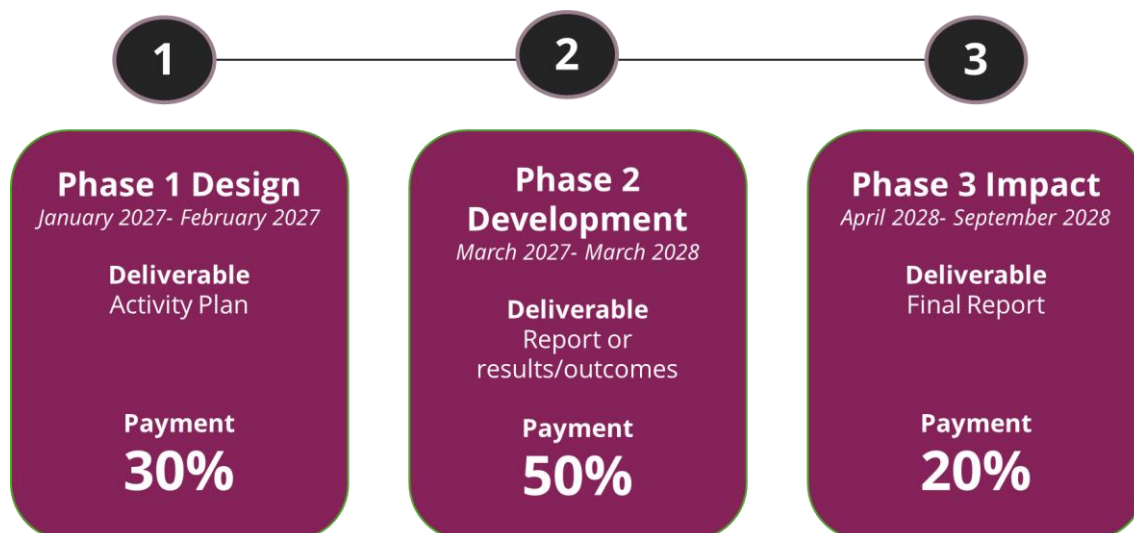 1
2
3
Phase 1 Design
January 2027- February 2027
Deliverable
Activity Plan
Payment
30%
Phase 2
Development
March 2027- March 2028
Deliverable
Report or
results/outcomes
Payment
50%
Phase 3 Impact
April 2028- September 2028
Deliverable
Final Report
Payment
20%